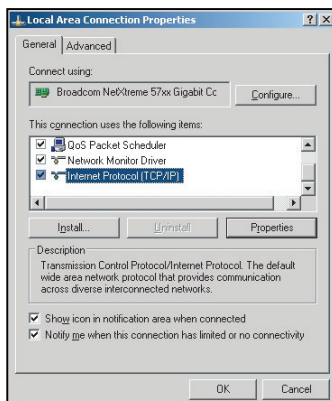 Local Area Connection Properties
General
Advanced
Connect using:
Broadcom NetXtreme 57xx Gigabit Cc
Configure...
This connection uses the following items:
QoS Packet Scheduler
Network Monitor Driver
Internet Protocol (TCP/IP)
Install...
Uninstall
Properties
Description
Transmission Control Protocol/Internet Protocol. The default
wide area network protocol that provides communication
across diverse interconnected networks.
Show icon in notification area when connected
Notify me when this connection has limited or no connectivity
OK
Cancel